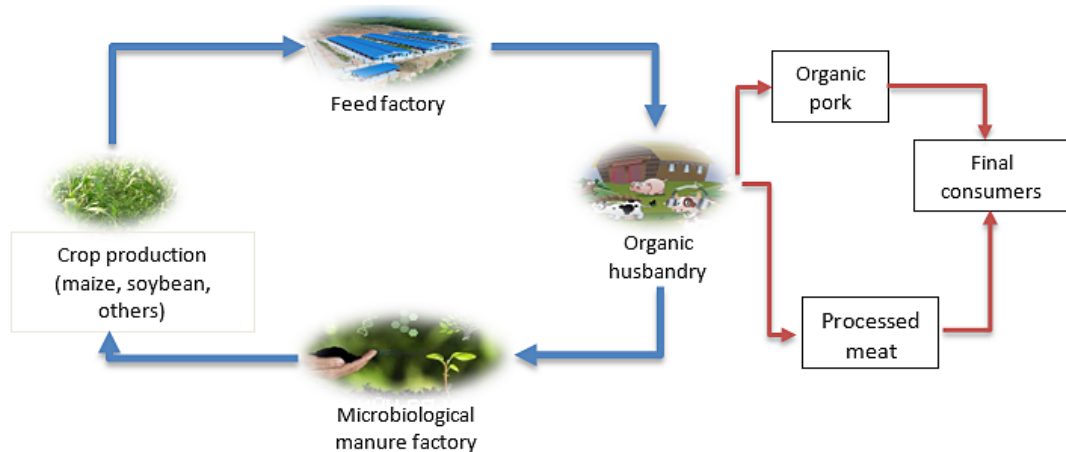 Feed factory
Organic
pork
Final
consumers
Organic
husbandry
Crop production
(maize, soybean,
others)
Processed
meat
Microbiological
manure factory